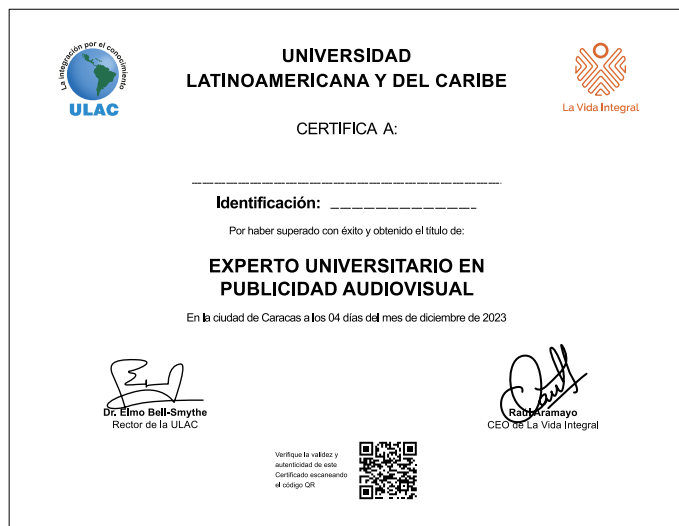 La integración por el conocimiento
ULAC
UNIVERSIDAD
LATINOAMERICANA Y DEL CARIBE
La Vida Integral
CERTIFICA A:
Identificación:
Por haber superado con éxito y obtenido el título de:
EXPERTO UNIVERSITARIO EN
PUBLICIDAD AUDIOVISUAL
En la ciudad de Caracas a los 04 días del mes de diciembre de 2023
Dr. Elmo Bell-Smythe
Rector de la ULAC
Raúl Aramayo
CEO de La Vida Integral
Verifique la validez y
autenticidad de este
Certificado escaneando
el código QR